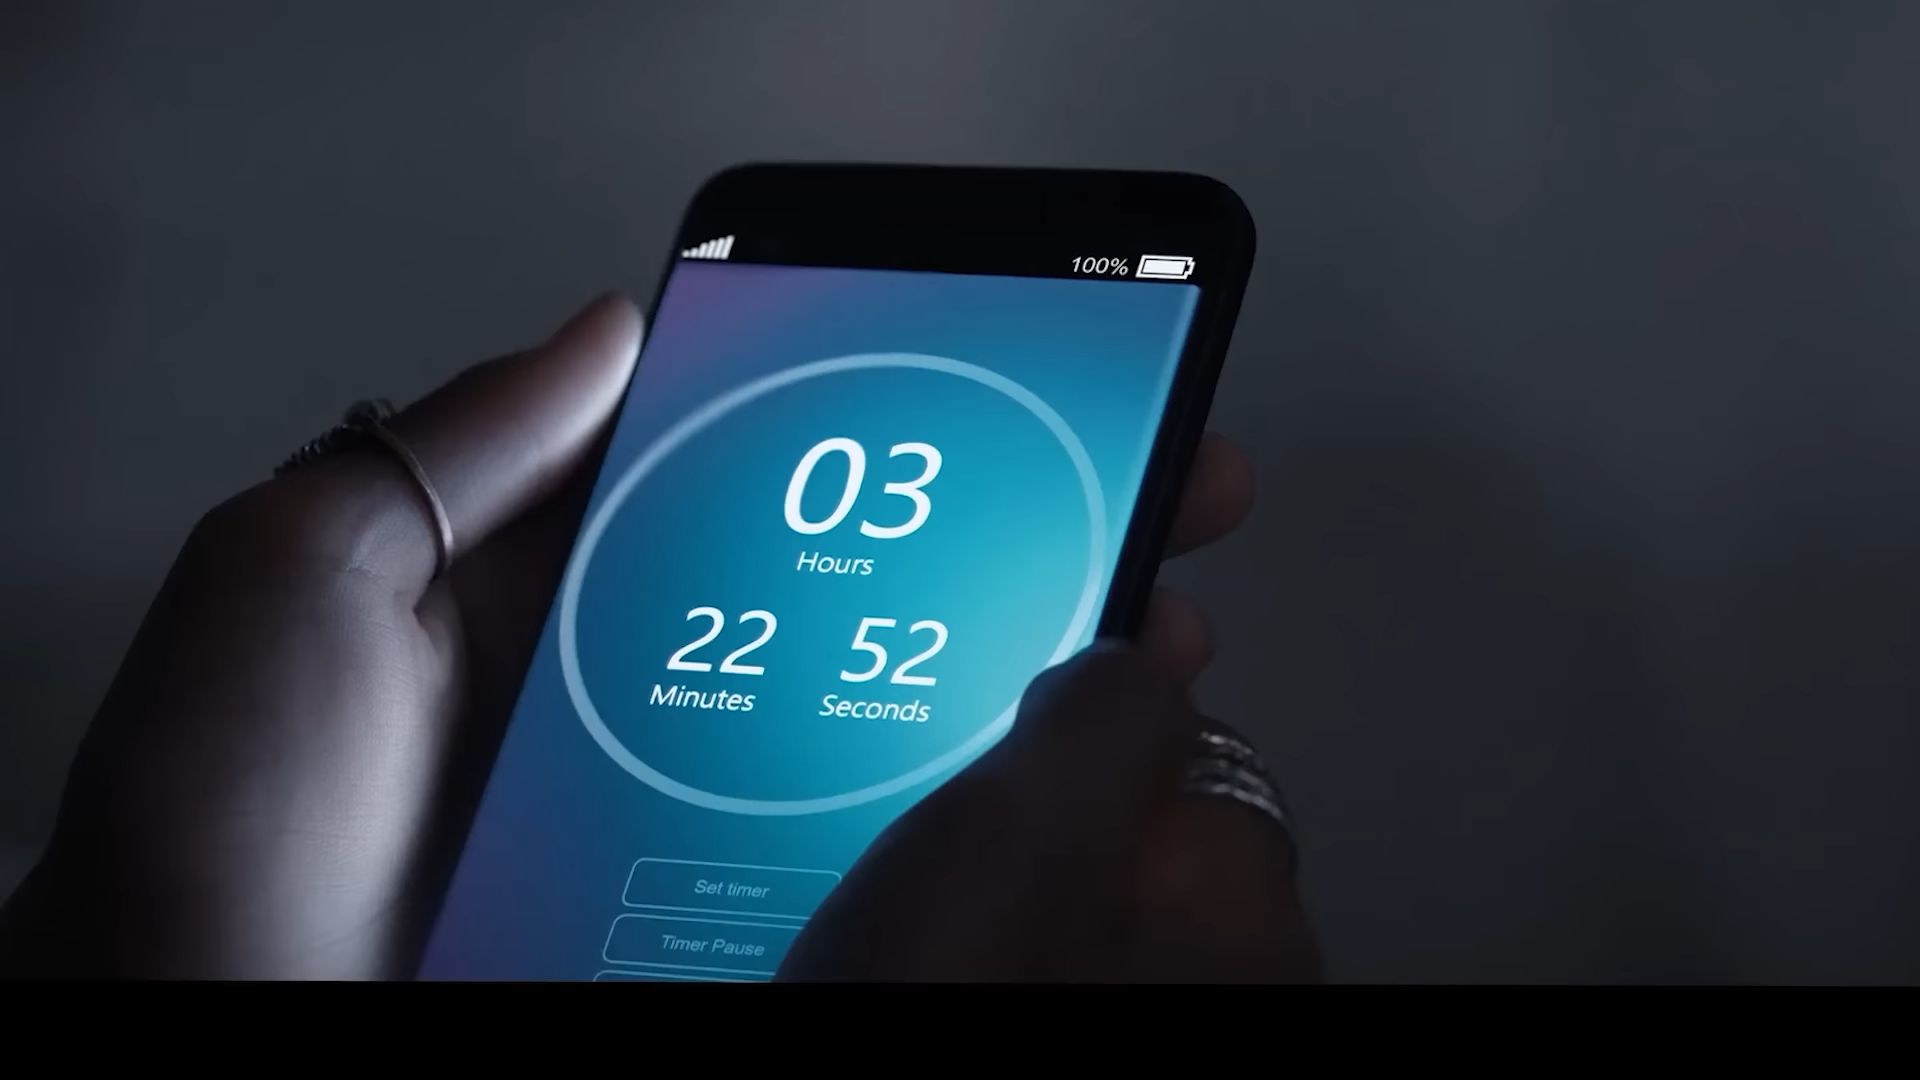 100%
03
Hours
22 52
Minutes Seconds
Set timer
Timer Pause